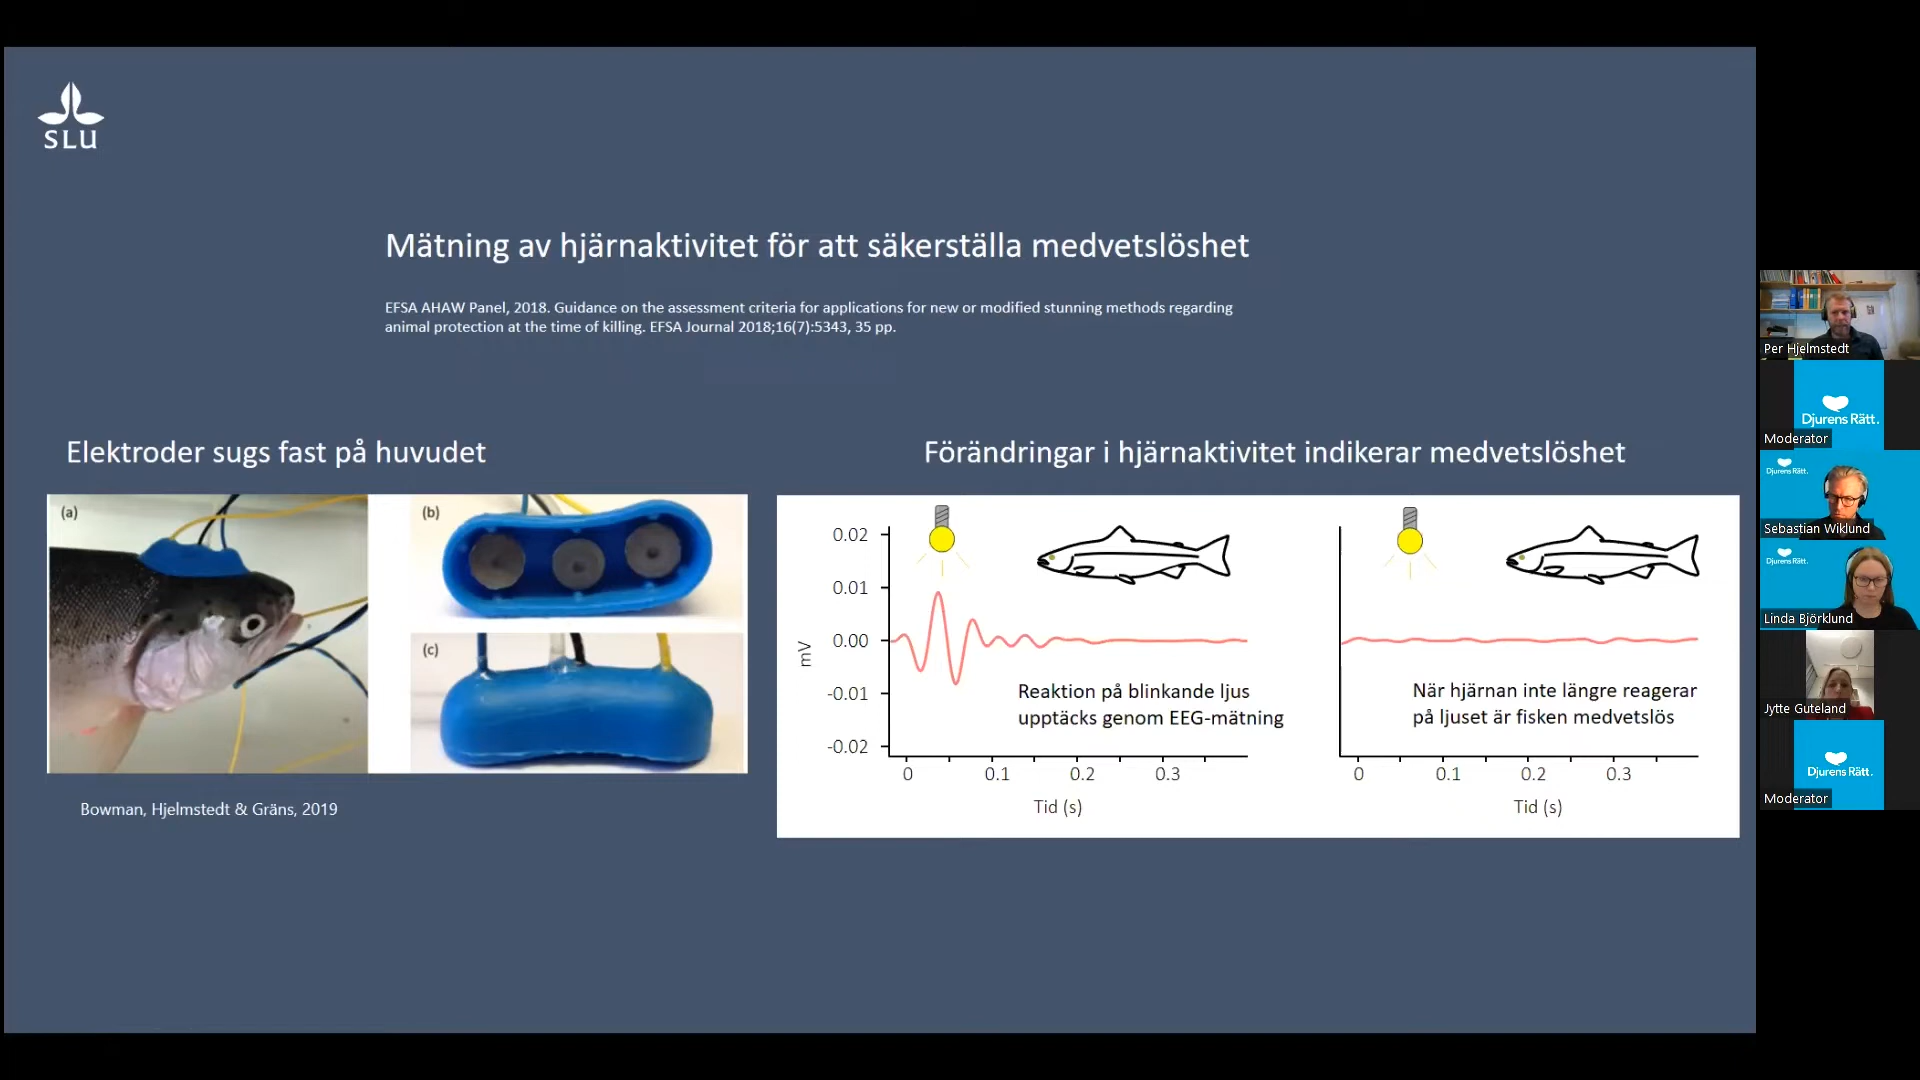 SLU
Mätning av hjärnaktivitet för att säkerställa medvetslöshet
EFSA AHAW Panel, 2018. Guidance on the assessment criteria for applications for new or modified stunning methods regarding
animal protection at the time of killing. EFSA Journal 2018;16(7):5343, 35 pp.
Elektroder sugs fast på huvudet
(a)
(b)
(c)
Bowman, Hjelmstedt & Gräns, 2019
Förändringar i hjärnaktivitet indikerar medvetslöshet
mV
0.02
0.01
0.00
-0.01
-0.02
Reaktion på blinkande ljus
upptäcks genom EEG-mätning
0 0.1 0.2 0.3
Tid (s)
När hjärnan inte längre reagerar
på ljuset är fisken medvetslös
0 0.1 0.2 0.3
Tid (s)
Per Hjelmstedt
Djurens Rätt.
Moderator
Djurens Rätt.
Sebastian Wiklund
Djurens Rätt.
Linda Björklund
Jytte Guteland
Djurens Rätt.
Moderator